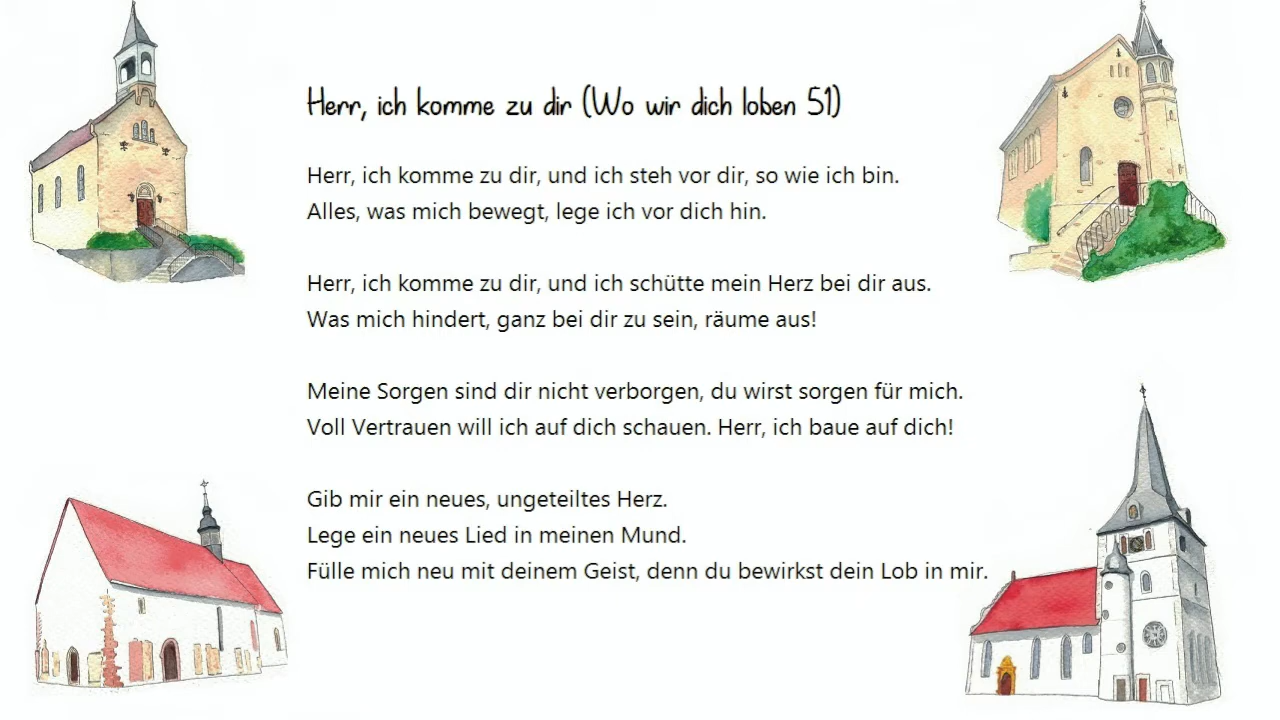 Herr, ich komme zu dir (Wo wir dich loben 51)
Herr, ich komme zu dir, und ich steh vor dir, so wie ich bin.
Alles, was mich bewegt, lege ich vor dich hin.
Herr, ich komme zu dir, und ich schütte mein Herz bei dir aus.
Was mich hindert, ganz bei dir zu sein, räume aus!
Meine Sorgen sind dir nicht verborgen, du wirst sorgen für mich.
Voll Vertrauen will ich auf dich schauen. Herr, ich baue auf dich!
Gib mir ein neues, ungeteiltes Herz.
Lege ein neues Lied in meinen Mund.
Fülle mich neu mit deinem Geist, denn du bewirkst dein Lob in mir.